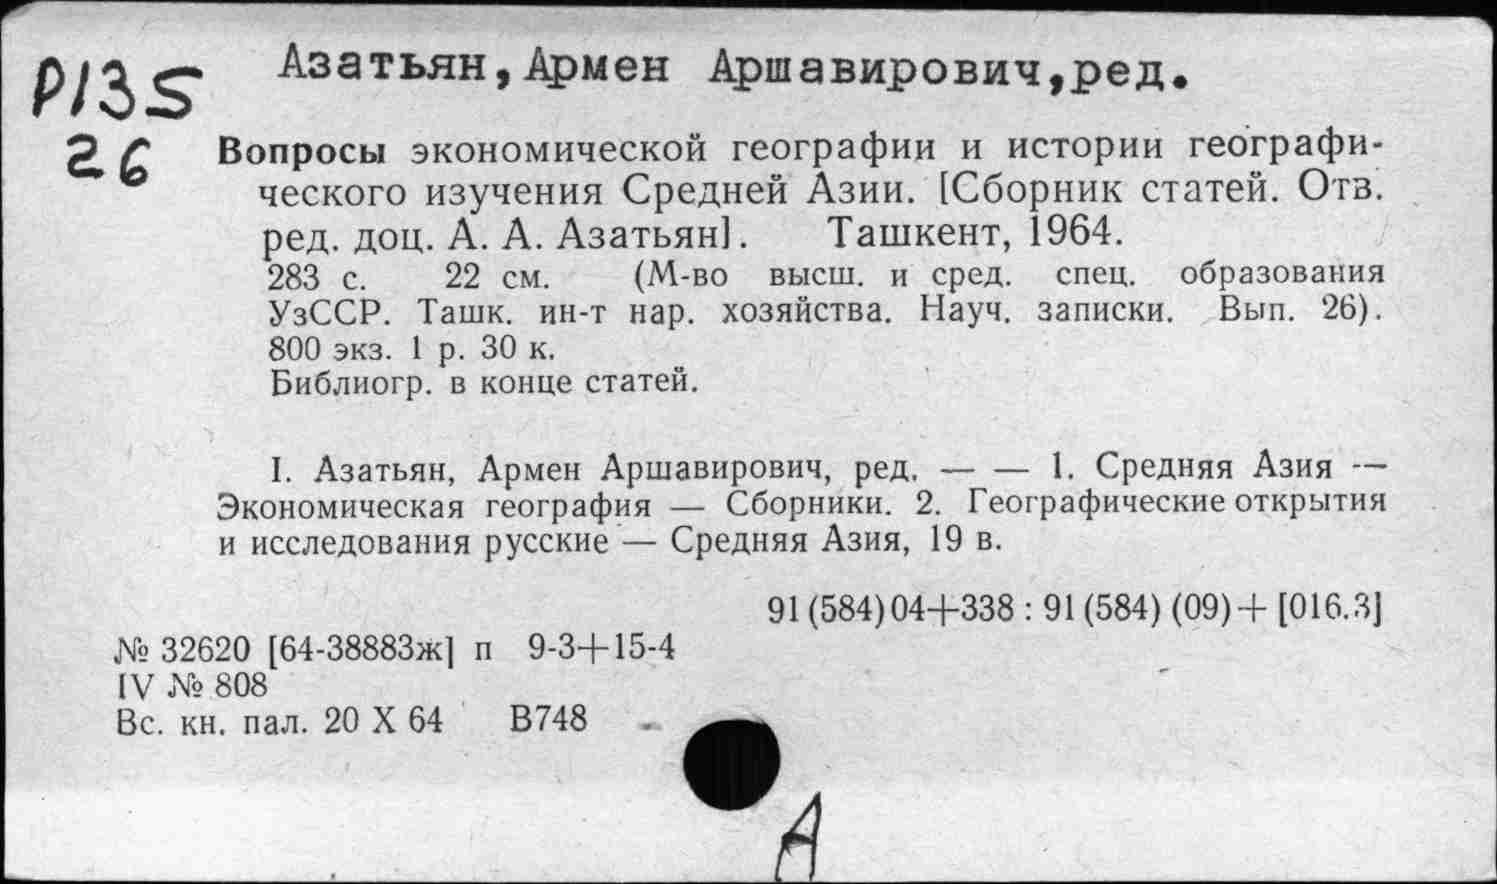 Азатьян, Армен Аршавирович, ред.
Р135
26
Вопросы экономической географии и истории географи-
ческого изучения Средней Азии. [Сборник статей. Отв.
ред. доц. А. А. Азатьян]. Ташкент, 1964.
283 с. 22 см. (М-во высш. и сред. спец. образования
УзССР. Ташк. ин-т нар. хозяйства. Науч. записки. Вып. 26).
800 экз. 1 р. 30 к.
Библиогр. в конце статей.
I. Азатьян, Армен Аршавирович, ред. — — 1. Средняя Азия —
Экономическая география — Сборники. 2. Географические открытия
и исследования русские — Средняя Азия, 19 в.
91 (584) 04+338 : 91 (584) (09) + [016.3]
№ 32620 [64-38883ж] п 9-3+15-4
IV № 808
Вс. кн. пал. 20 X 64 В748
А